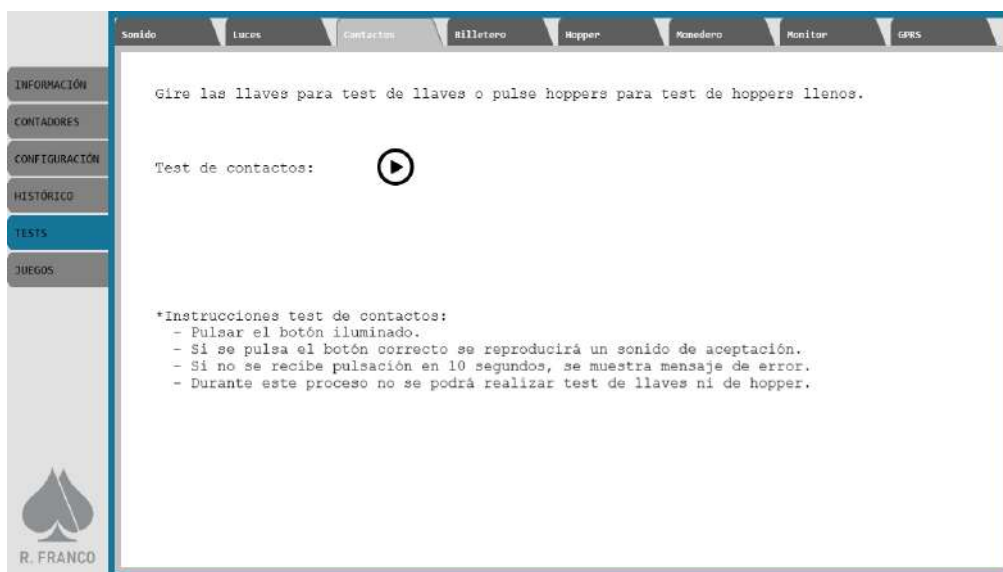 Sonido Luces Contactos Billetero Hopper Monedero Monitor GPRS
INFORMACIÓN
CONTADORES
CONFIGURACIÓN
HISTÓRICO
TESTS
JUEGOS
Gire las llaves para test de llaves o pulse hoppers para test de hoppers llenos.
Test de contactos:
*Instrucciones test de contactos:
- Pulsar el botón iluminado.
- Si se pulsa el botón correcto se reproducirá un sonido de aceptación.
- Si no se recibe pulsación en 10 segundos, se muestra mensaje de error.
- Durante este proceso no se podrá realizar test de llaves ni de hopper.
R. FRANCO